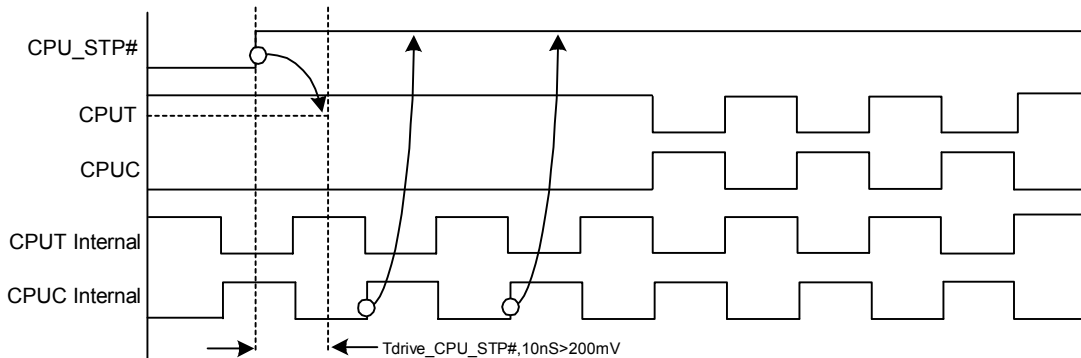 CPU_STP#
CPUT
CPUC
CPUT Internal
CPUC Internal
Tdrive_CPU_STP#,10nS>200mV